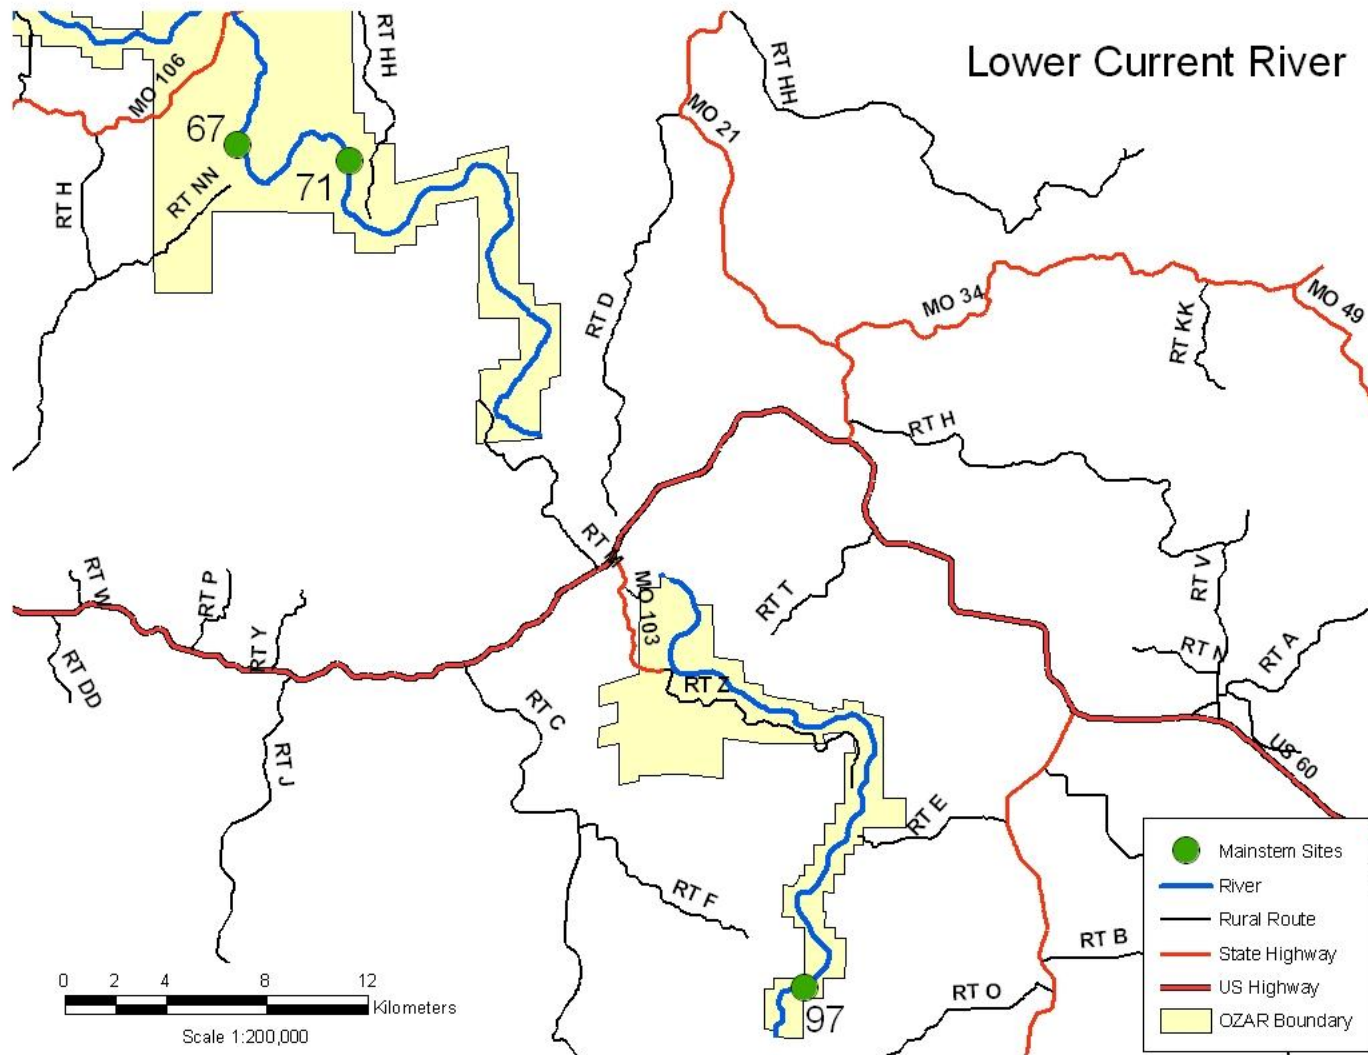 Lower Current River
RT HH
MO 106
RT HH
67
MO 21
71
RT NN
RT H
RT D
MO 34
MO 49
RT KK
RT H
RT M
RT W
RT P
MO 103
RT T
RT V
RT Y
RT N
RT A
RT DD
RT Z
RT C
US 60
RT J
RT E
RT F
RT B
RT O
97
Mainstem Sites
River
Rural Route
State Highway
US Highway
OZAR Boundary
0 2 4 8 12
Kilometers
Scale 1:200,000